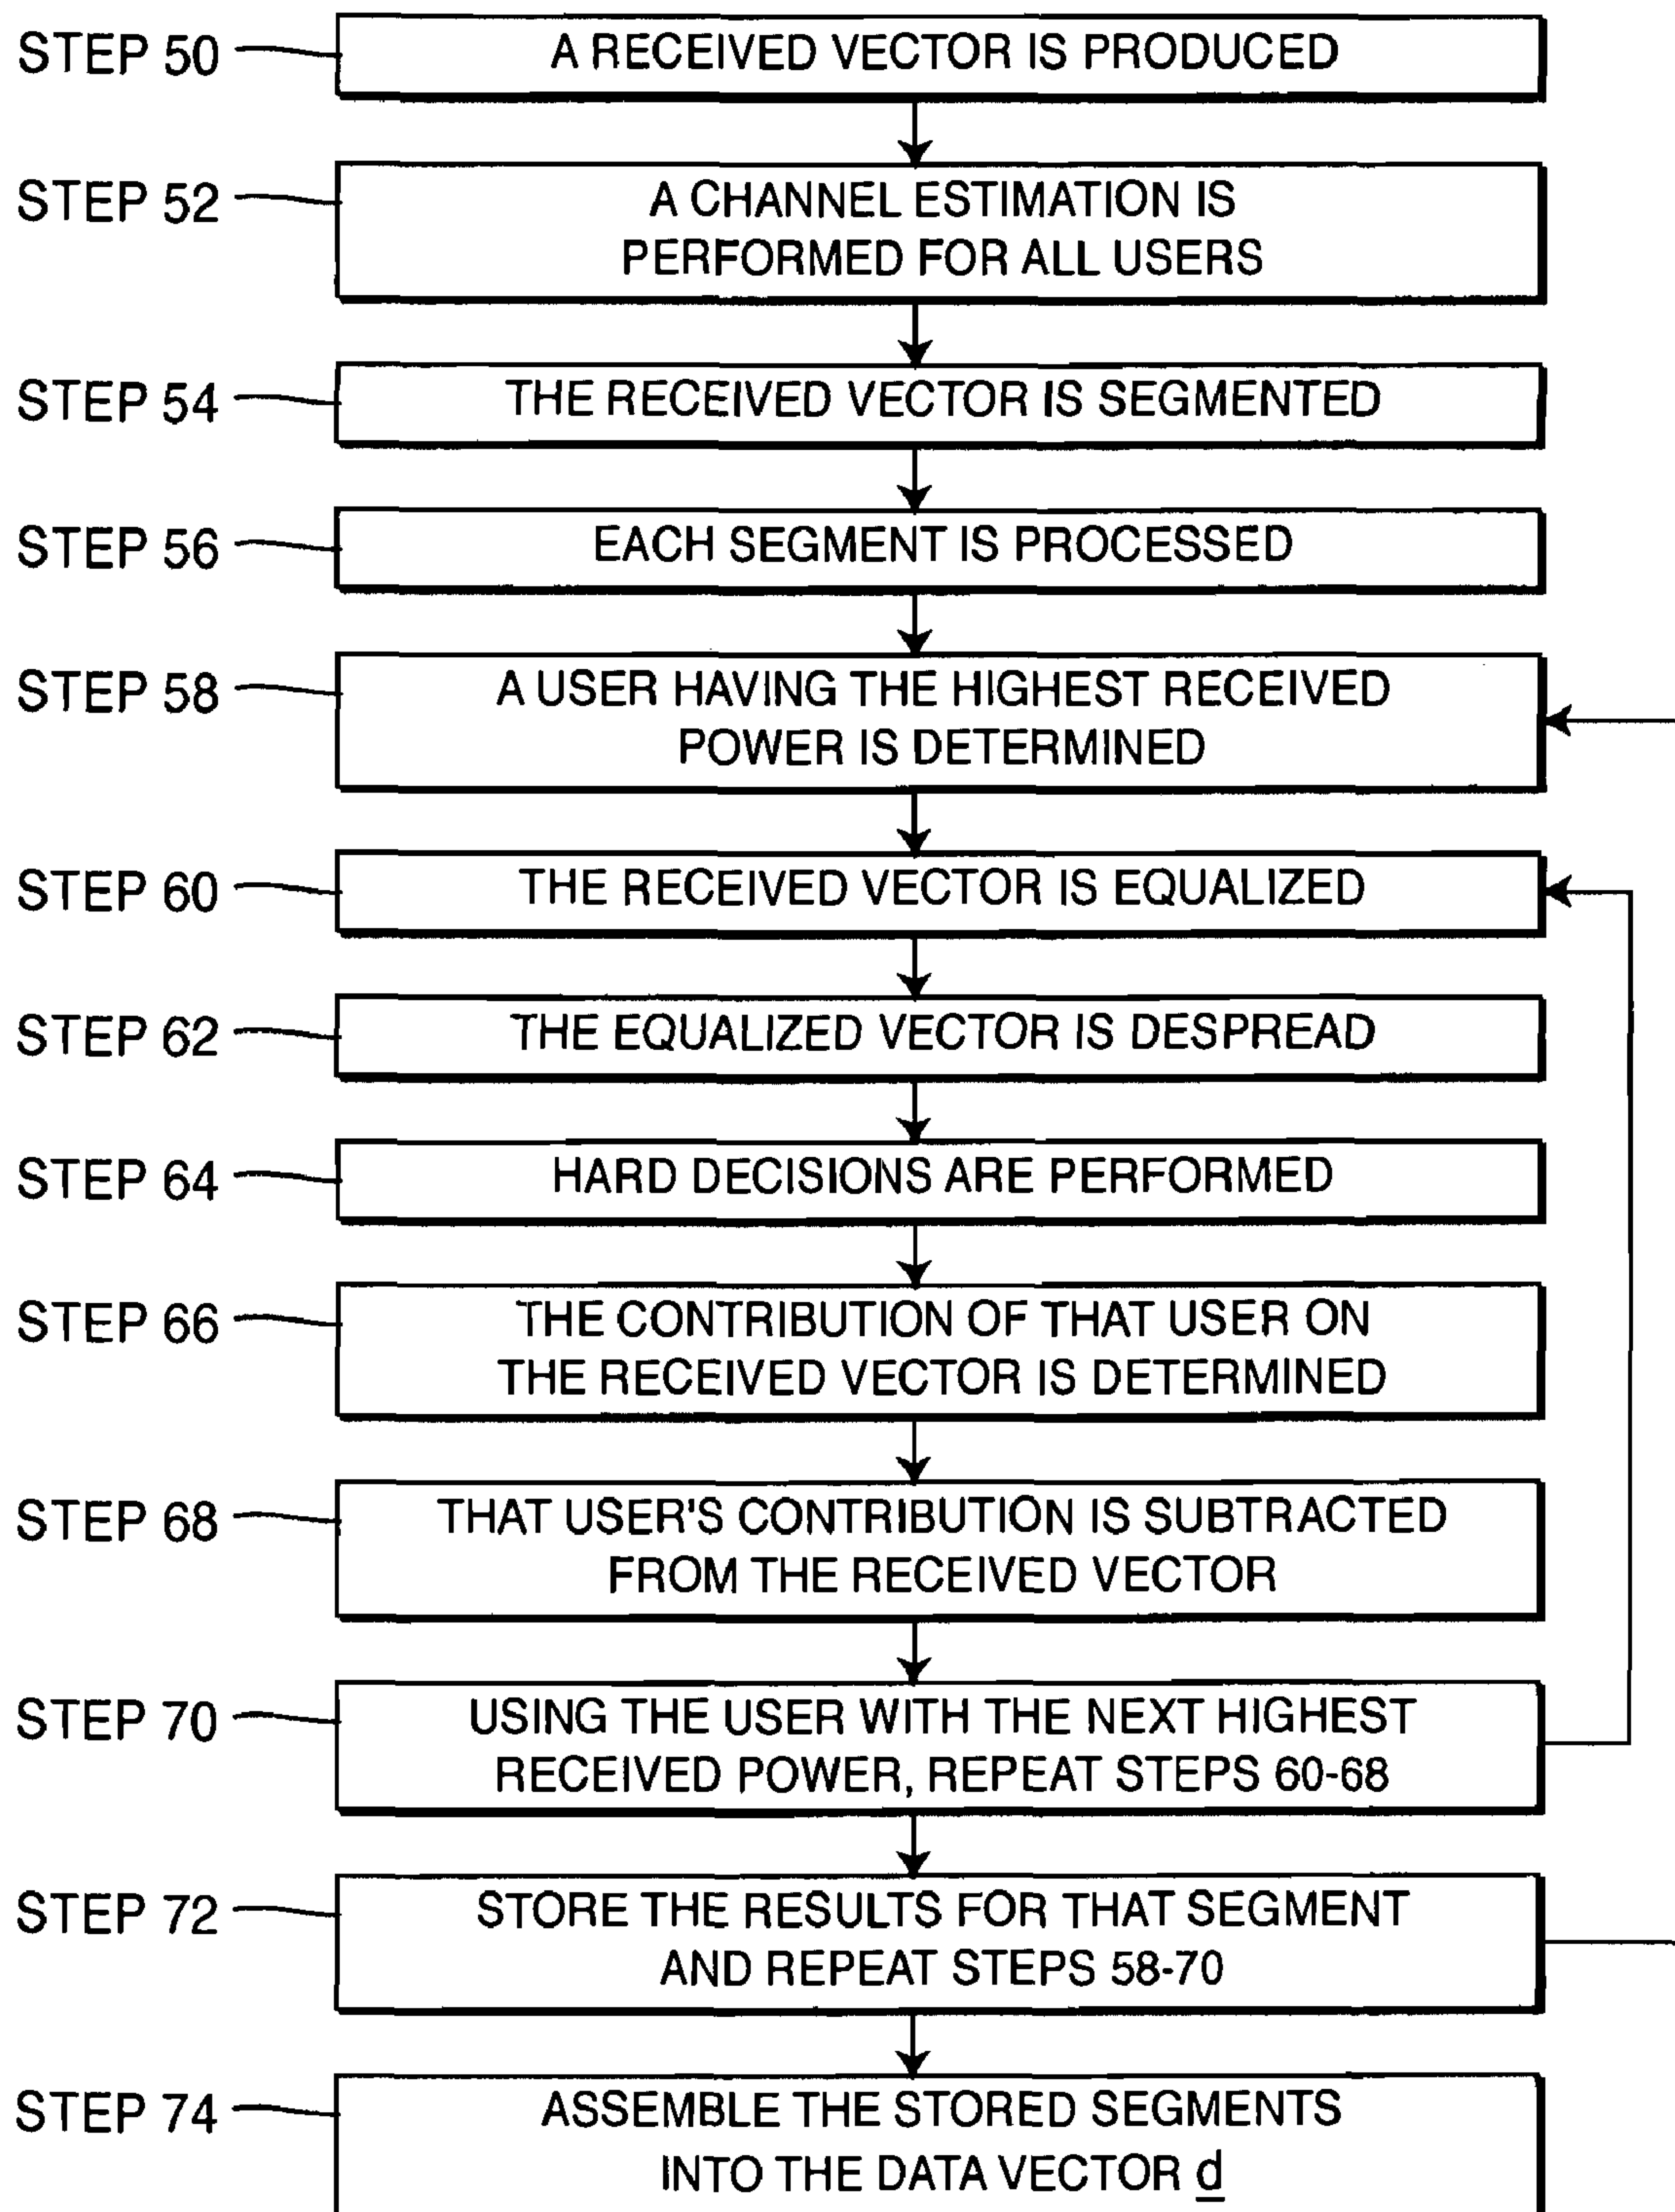 STEP 50
A RECEIVED VECTOR IS PRODUCED
STEP 52
A CHANNEL ESTIMATION IS
PERFORMED FOR ALL USERS
STEP 54
THE RECEIVED VECTOR IS SEGMENTED
STEP 56
EACH SEGMENT IS PROCESSED
STEP 58
A USER HAVING THE HIGHEST RECEIVED
POWER IS DETERMINED
STEP 60
THE RECEIVED VECTOR IS EQUALIZED
STEP 62
THE EQUALIZED VECTOR IS DESPREAD
STEP 64
HARD DECISIONS ARE PERFORMED
STEP 66
THE CONTRIBUTION OF THAT USER ON
THE RECEIVED VECTOR IS DETERMINED
STEP 68
THAT USER'S CONTRIBUTION IS SUBTRACTED
FROM THE RECEIVED VECTOR
STEP 70
USING THE USER WITH THE NEXT HIGHEST
RECEIVED POWER, REPEAT STEPS 60-68
STEP 72
STORE THE RESULTS FOR THAT SEGMENT
AND REPEAT STEPS 58-70
STEP 74
ASSEMBLE THE STORED SEGMENTS
INTO THE DATA VECTOR d